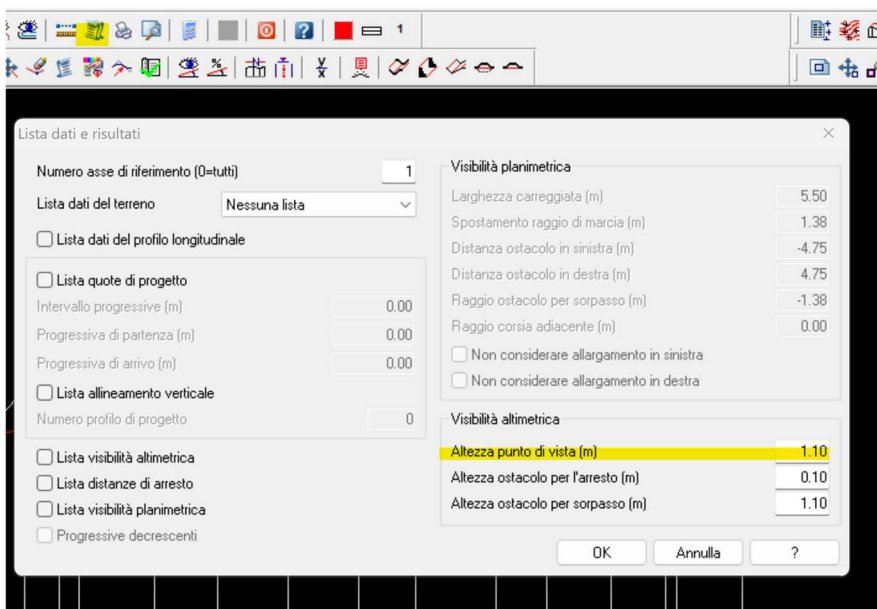 1
Lista dati e risultati
Numero asse di riferimento (0=tutti) 1
Lista dati del terreno Nessuna lista
Lista dati del profilo longitudinale
Lista quote di progetto
Intervallo progressive (m) 0.00
Progressiva di partenza (m) 0.00
Progressiva di arrivo (m) 0.00
Lista allineamento verticale
Numero profilo di progetto 0
Lista visibilità altimetrica
Lista distanze di arresto
Lista visibilità planimetrica
Progressive decrescenti
Visibilità planimetrica
Larghezza carreggiata (m) 5.50
Spostamento raggio di marcia (m) 1.38
Distanza ostacolo in sinistra (m) -4.75
Distanza ostacolo in destra (m) 4.75
Raggio ostacolo per sorpasso (m) -1.38
Raggio corsia adiacente (m) 0.00
Non considerare allargamento in sinistra
Non considerare allargamento in destra
Visibilità altimetrica
Altezza punto di vista (m) 1.10
Altezza ostacolo per l'arresto (m) 0.10
Altezza ostacolo per sorpasso (m) 1.10
OK Annulla ?